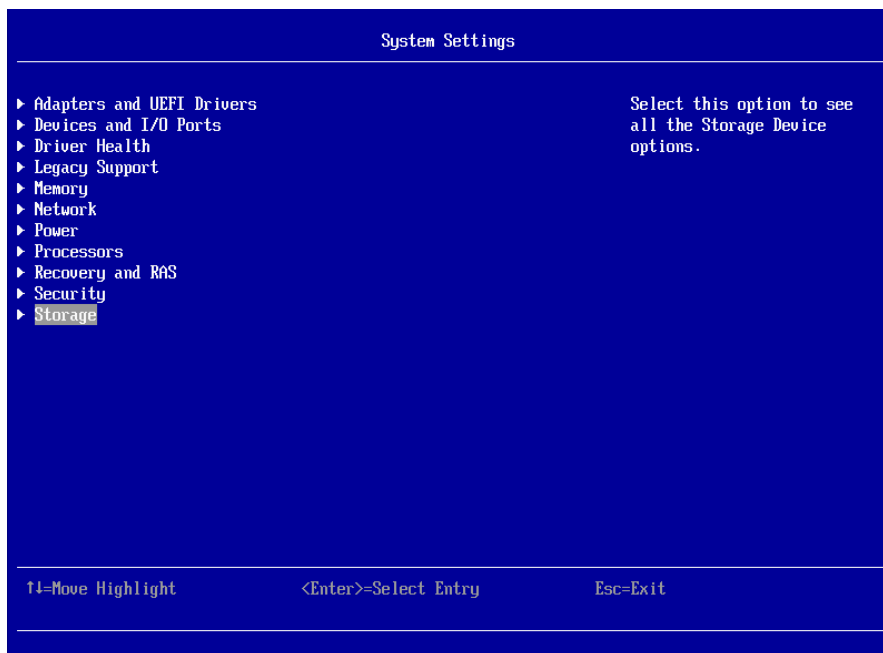 System Settings
▶ Adapters and UEFI Drivers
▶ Devices and I/O Ports
▶ Driver Health
▶ Legacy Support
▶ Memory
▶ Network
▶ Power
▶ Processors
▶ Recovery and RAS
▶ Security
▶ Storage
Select this option to see
all the Storage Device
options.
↑↓=Move Highlight <Enter>=Select Entry Esc=Exit